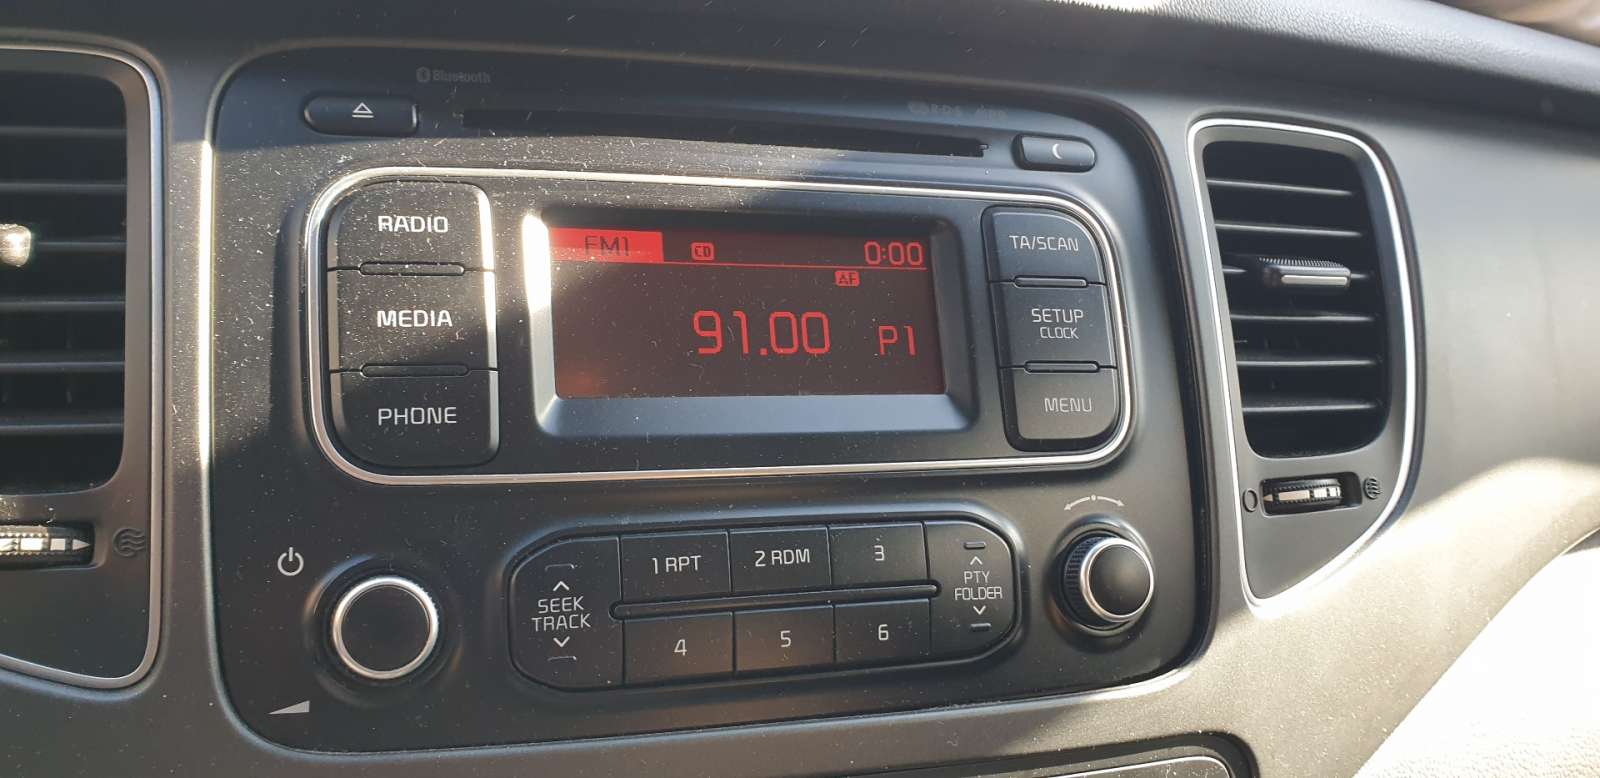 Bluetooth
R·D·S
RADIO
MEDIA
PHONE
FM1
CD
0:00
AF
91.00 P1
TA/SCAN
SETUP
CLOCK
MENU
SEEK
TRACK
1 RPT
2 RDM
3
4
5
6
PTY
FOLDER